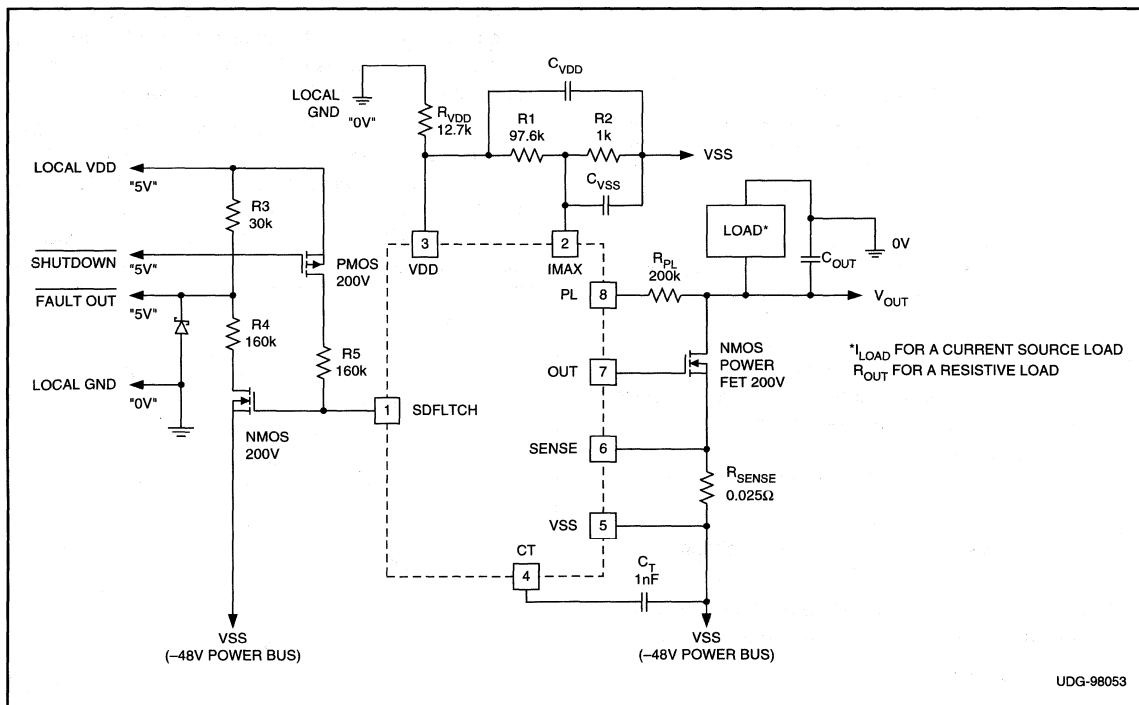 LOCAL
GND
"0V"
R_VDD
12.7k
C_VDD
R1
97.6k
R2
1k
VSS
C_VSS
LOCAL VDD
"5V"
R3
30k
SHUTDOWN
"5V"
PMOS
200V
FAULT OUT
"5V"
R4
160k
R5
160k
LOCAL GND
"0V"
NMOS
200V
VSS
(–48V POWER BUS)
3
VDD
2
IMAX
1
SDFLTCH
PL
8
R_PL
200k
OUT
7
SENSE
6
VSS
5
CT
4
C_T
1nF
LOAD*
C_OUT
0V
V_OUT
NMOS
POWER
FET 200V
R_SENSE
0.025Ω
VSS
(–48V POWER BUS)
*I_LOAD FOR A CURRENT SOURCE LOAD
R_OUT FOR A RESISTIVE LOAD
UDG-98053